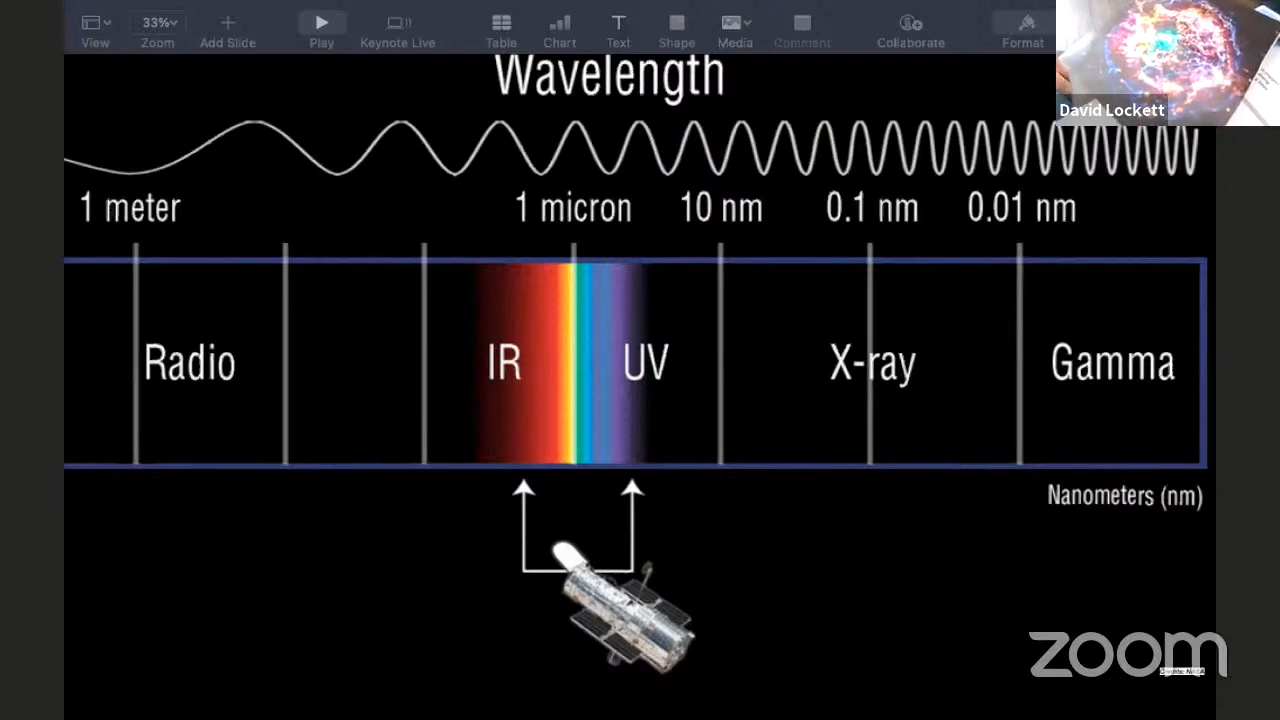 33%
View
Zoom
Add Slide
Play
Keynote Live
Table
Chart
Text
Shape
Media
Comment
Collaborate
Format
David Lockett
Wavelength
1 meter
1 micron
10 nm
0.1 nm
0.01 nm
Radio
IR
UV
X-ray
Gamma
Nanometers (nm)
zoom
Credits: NASA